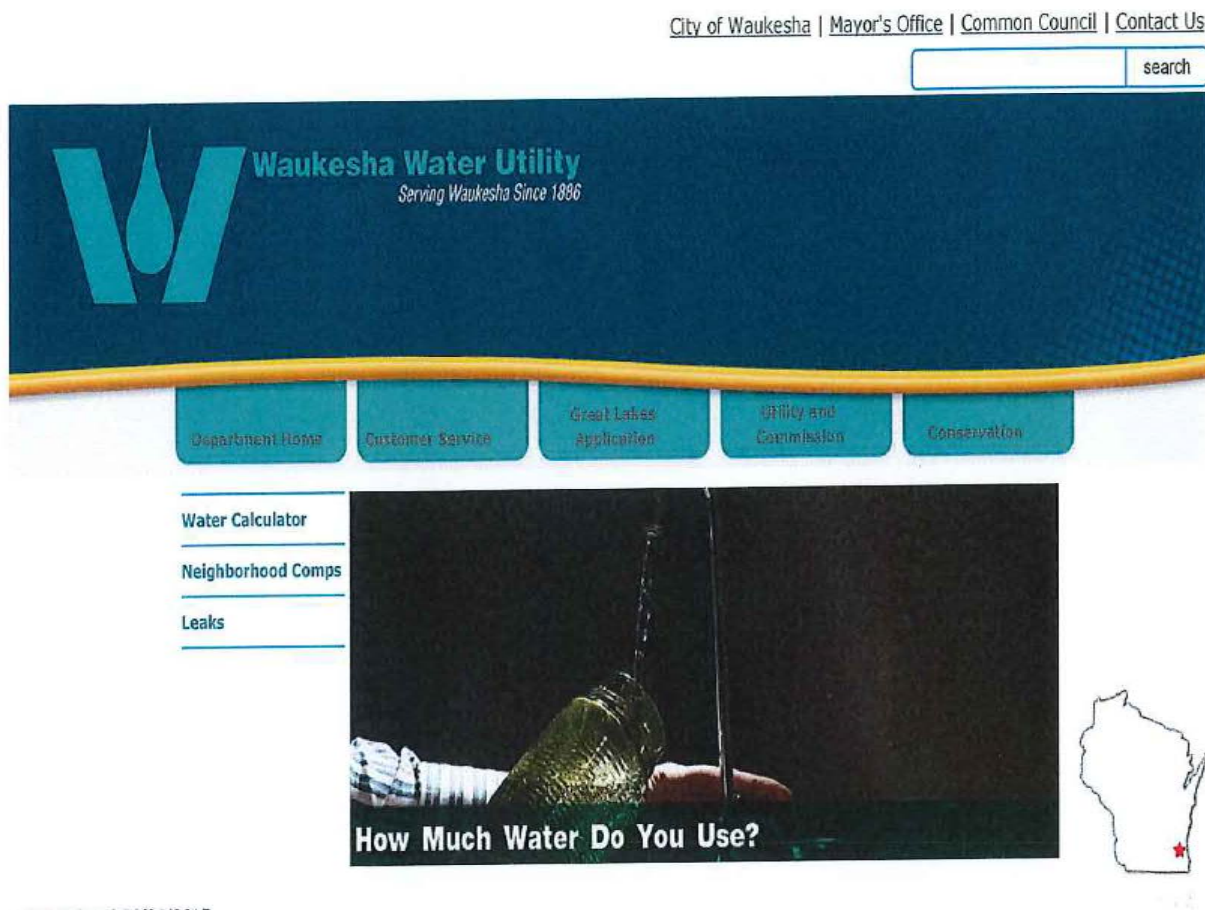 City of Waukesha | Mayor's Office | Common Council | Contact Us
search
Waukesha Water Utility
Serving Waukesha Since 1886
Department Home
Customer Service
Great Lakes
Application
Utility and
Commission
Conservation
Water Calculator
Neighborhood Comps
Leaks
How Much Water Do You Use?